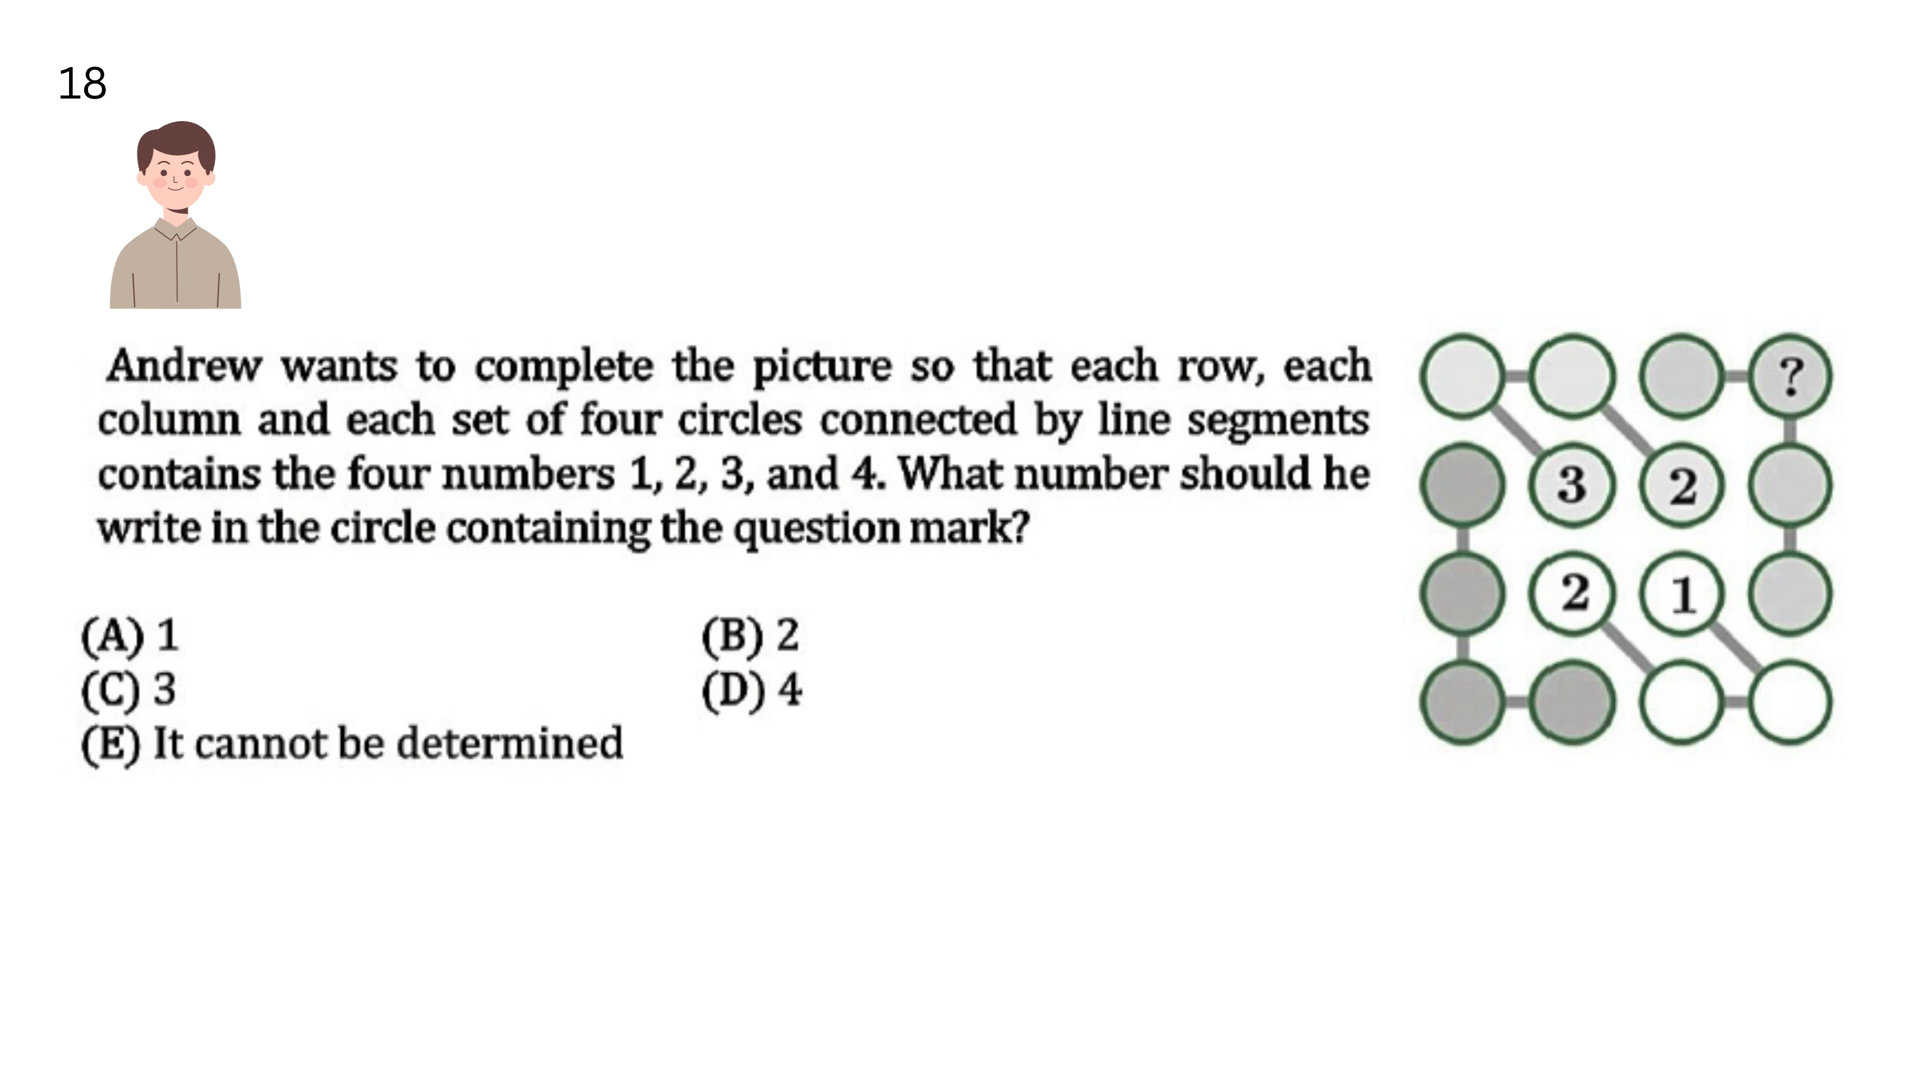 18
Andrew wants to complete the picture so that each row, each
column and each set of four circles connected by line segments
contains the four numbers 1, 2, 3, and 4. What number should he
write in the circle containing the question mark?
(A) 1 (B) 2
(C) 3 (D) 4
(E) It cannot be determined
?
3 2
2 1